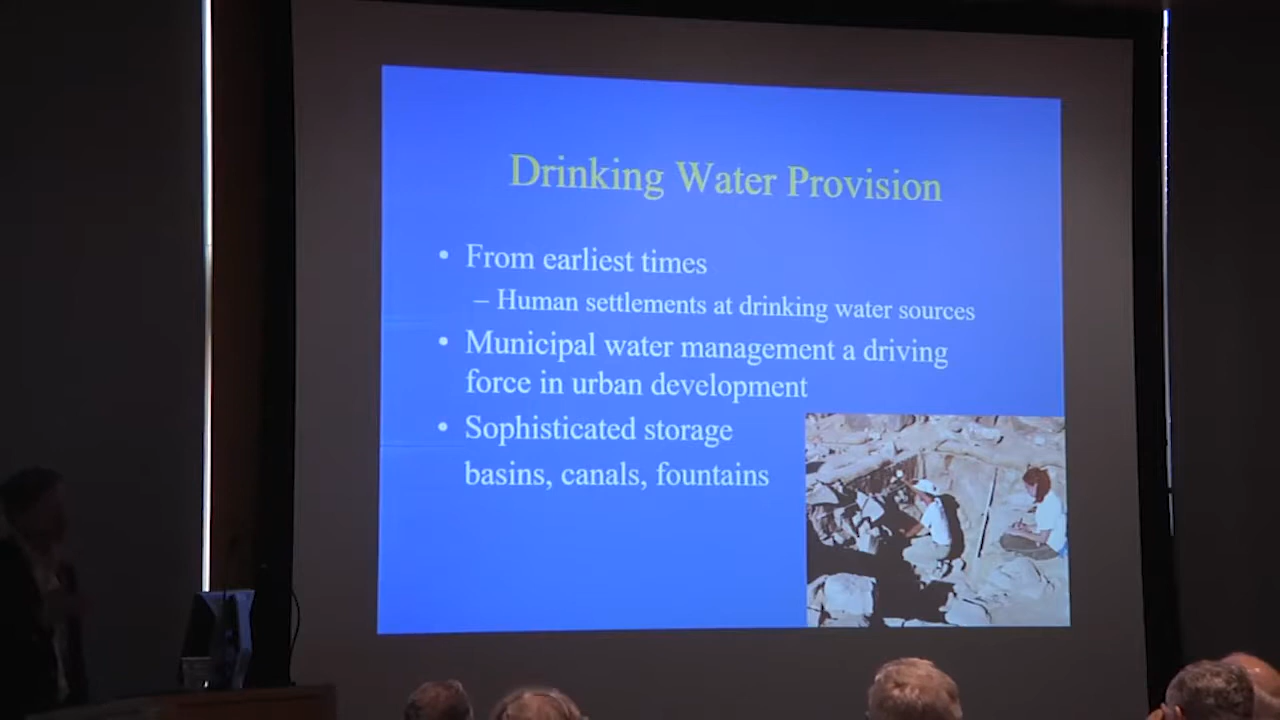 Drinking Water Provision
• From earliest times
– Human settlements at drinking water sources
• Municipal water management a driving
force in urban development
• Sophisticated storage
basins, canals, fountains